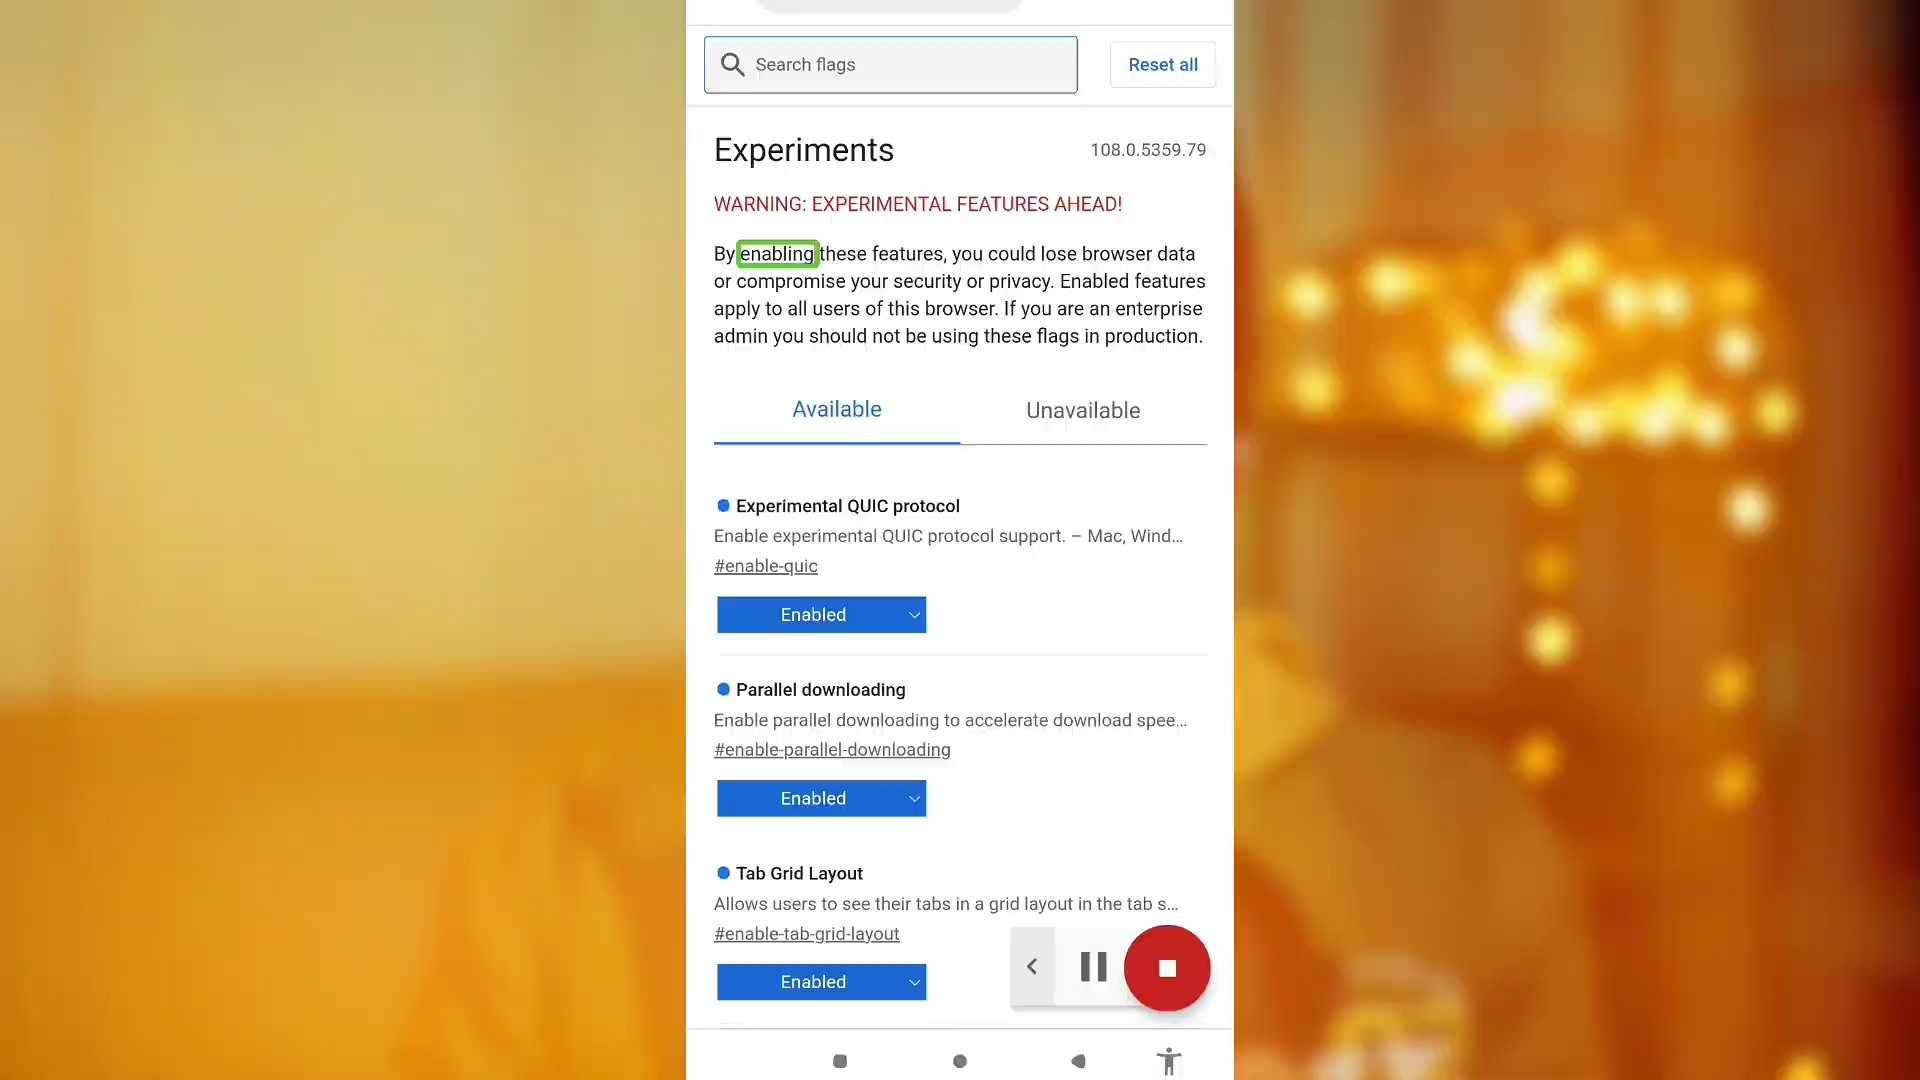 Search flags
Reset all
Experiments
108.0.5359.79
WARNING: EXPERIMENTAL FEATURES AHEAD!
By enabling these features, you could lose browser data
or compromise your security or privacy. Enabled features
apply to all users of this browser. If you are an enterprise
admin you should not be using these flags in production.
Available
Unavailable
Experimental QUIC protocol
Enable experimental QUIC protocol support. – Mac, Wind...
#enable-quic
Enabled
Parallel downloading
Enable parallel downloading to accelerate download spee...
#enable-parallel-downloading
Enabled
Tab Grid Layout
Allows users to see their tabs in a grid layout in the tab s...
#enable-tab-grid-layout
Enabled